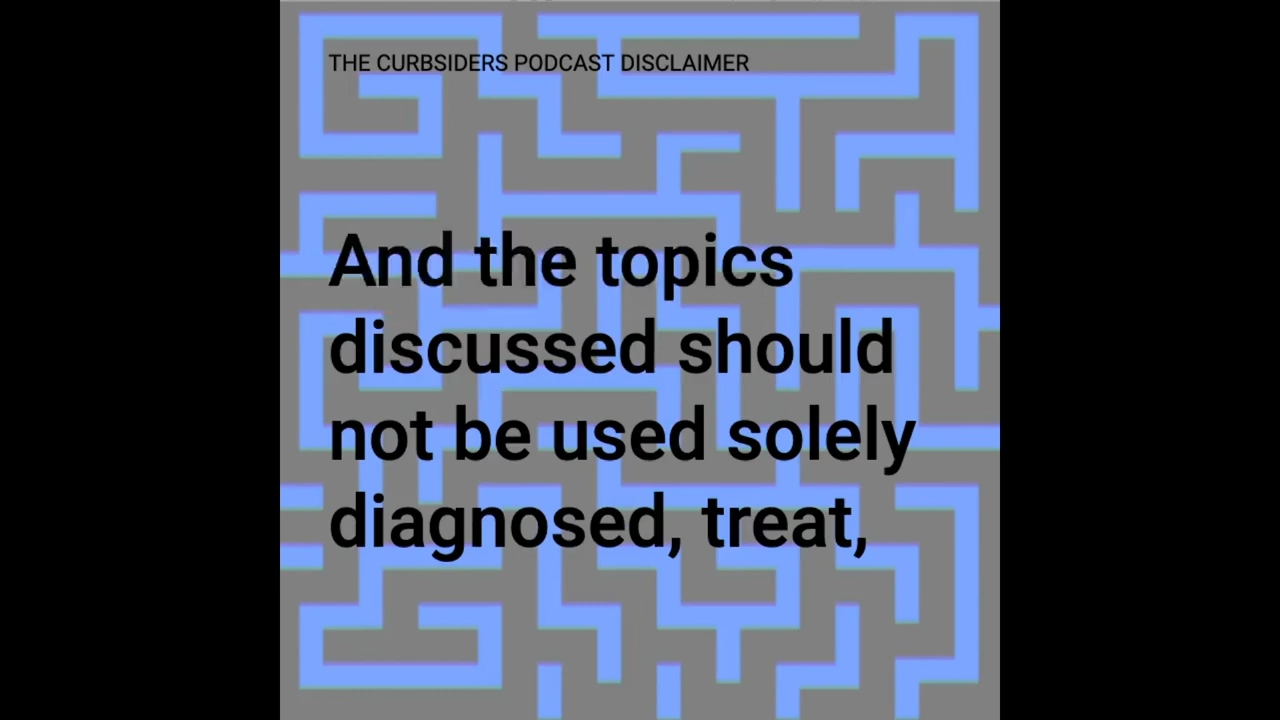 THE CURBSIDERS PODCAST DISCLAIMER
And the topics
discussed should
not be used solely
diagnosed, treat,